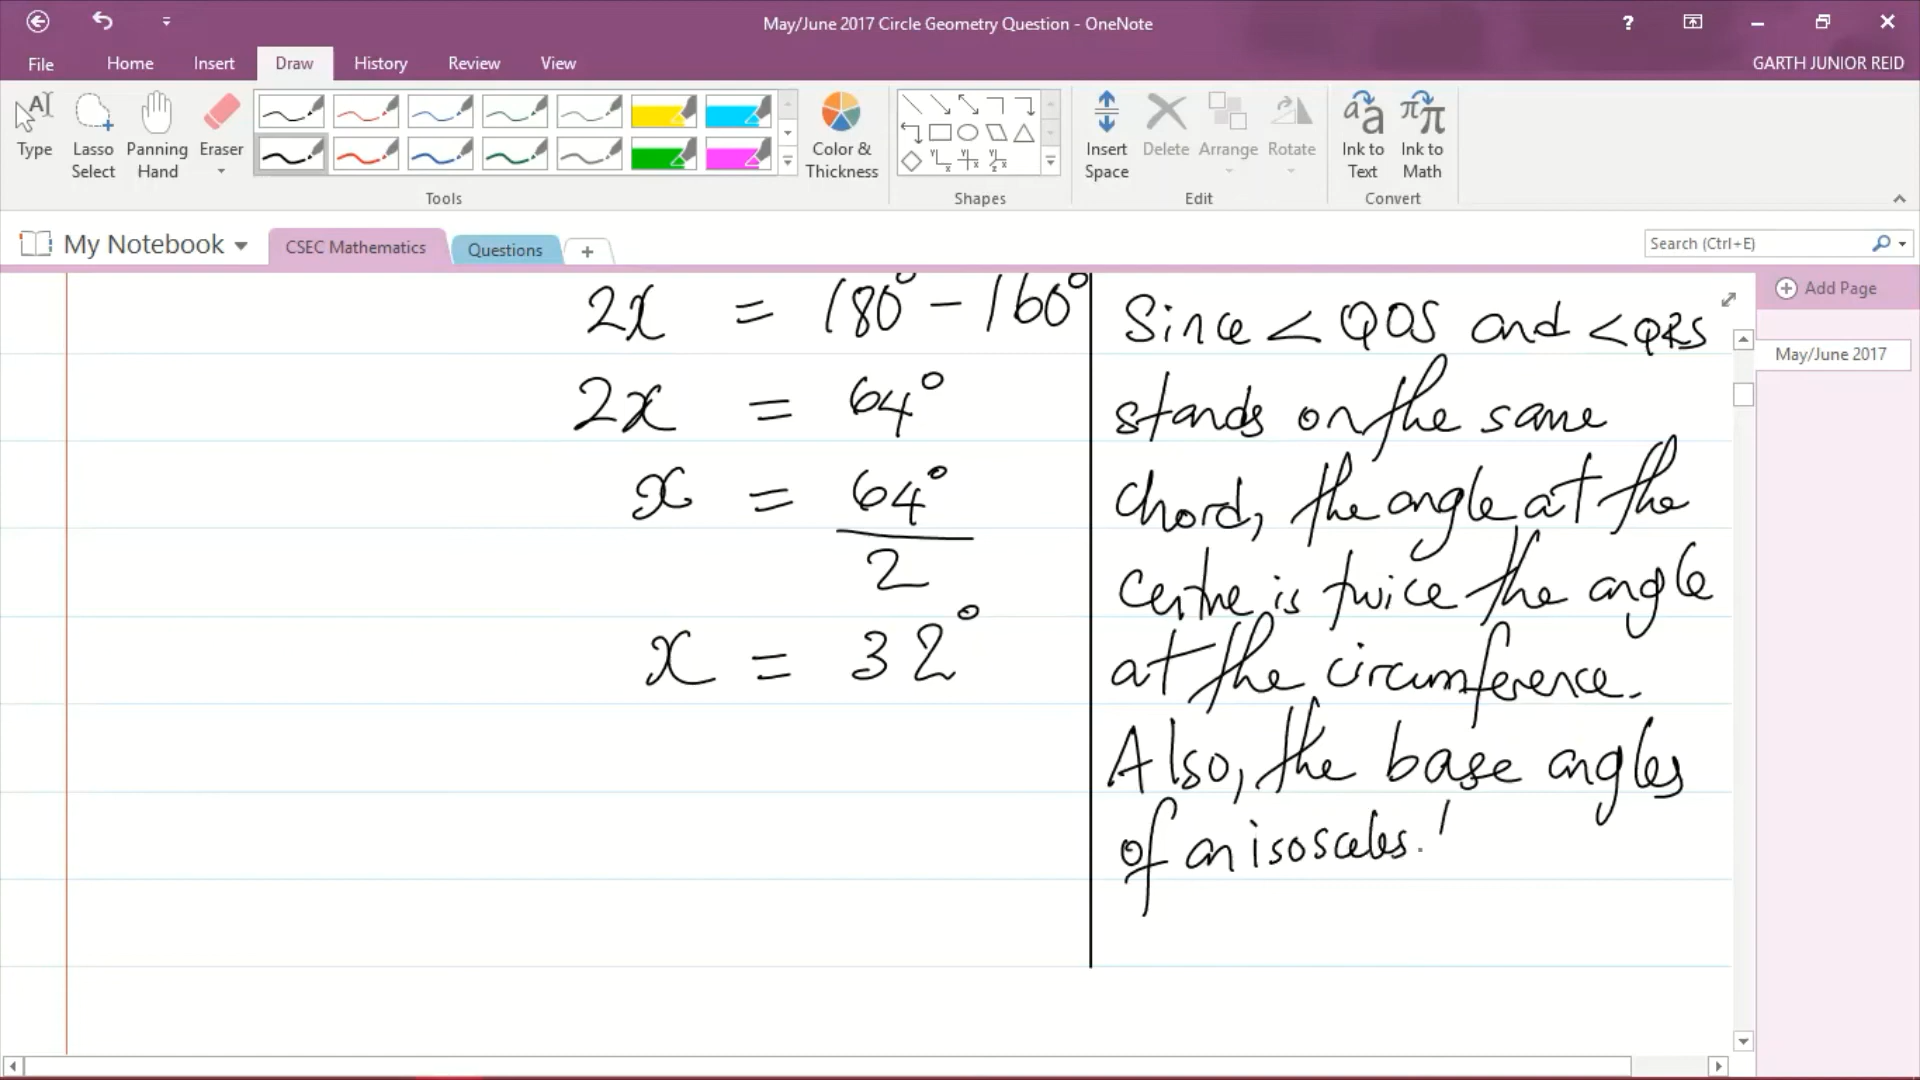 May/June 2017 Circle Geometry Question - OneNote
?
File
Home
Insert
Draw
History
Review
View
GARTH JUNIOR REID
Type
Lasso Select
Panning Hand
Eraser
Color & Thickness
Insert Space
Delete
Arrange
Rotate
Ink to Text
Ink to Math
Tools
Shapes
Edit
Convert
My Notebook
CSEC Mathematics
Questions
+
Search (Ctrl+E)
Add Page
May/June 2017
2x = 180° - 160°
2x = 64°
x = 64°
2
x = 32°
Since < QOS and < QRS
stands on the same
chord, the angle at the
centre is twice the angle
at the circumference.
Also, the base angles
of an isosceles.